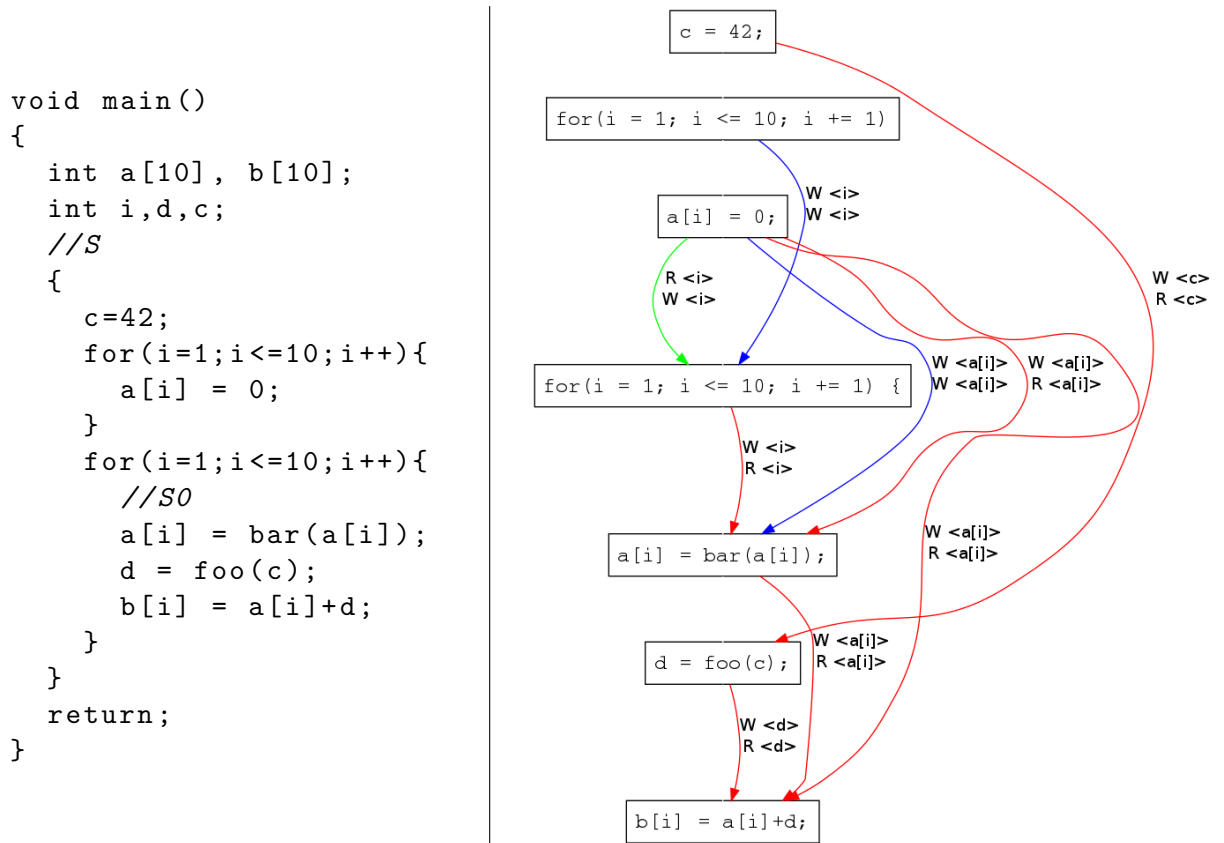 void main()
{
int a[10], b[10];
int i,d,c;
//S
{
c=42;
for(i=1;i<=10;i++){
a[i] = 0;
}
for(i=1;i<=10;i++){
//S0
a[i] = bar(a[i]);
d = foo(c);
b[i] = a[i]+d;
}
}
return;
}
c = 42;
for(i = 1; i <= 10; i += 1)
W <i>
W <i>
a[i] = 0;
R <i>
W <i>
W <c>
R <c>
for(i = 1; i <= 10; i += 1) {
W <a[i]>
W <a[i]>
W <a[i]>
R <a[i]>
W <i>
R <i>
a[i] = bar(a[i]);
W <a[i]>
R <a[i]>
d = foo(c);
W <a[i]>
R <a[i]>
W <d>
R <d>
b[i] = a[i]+d;